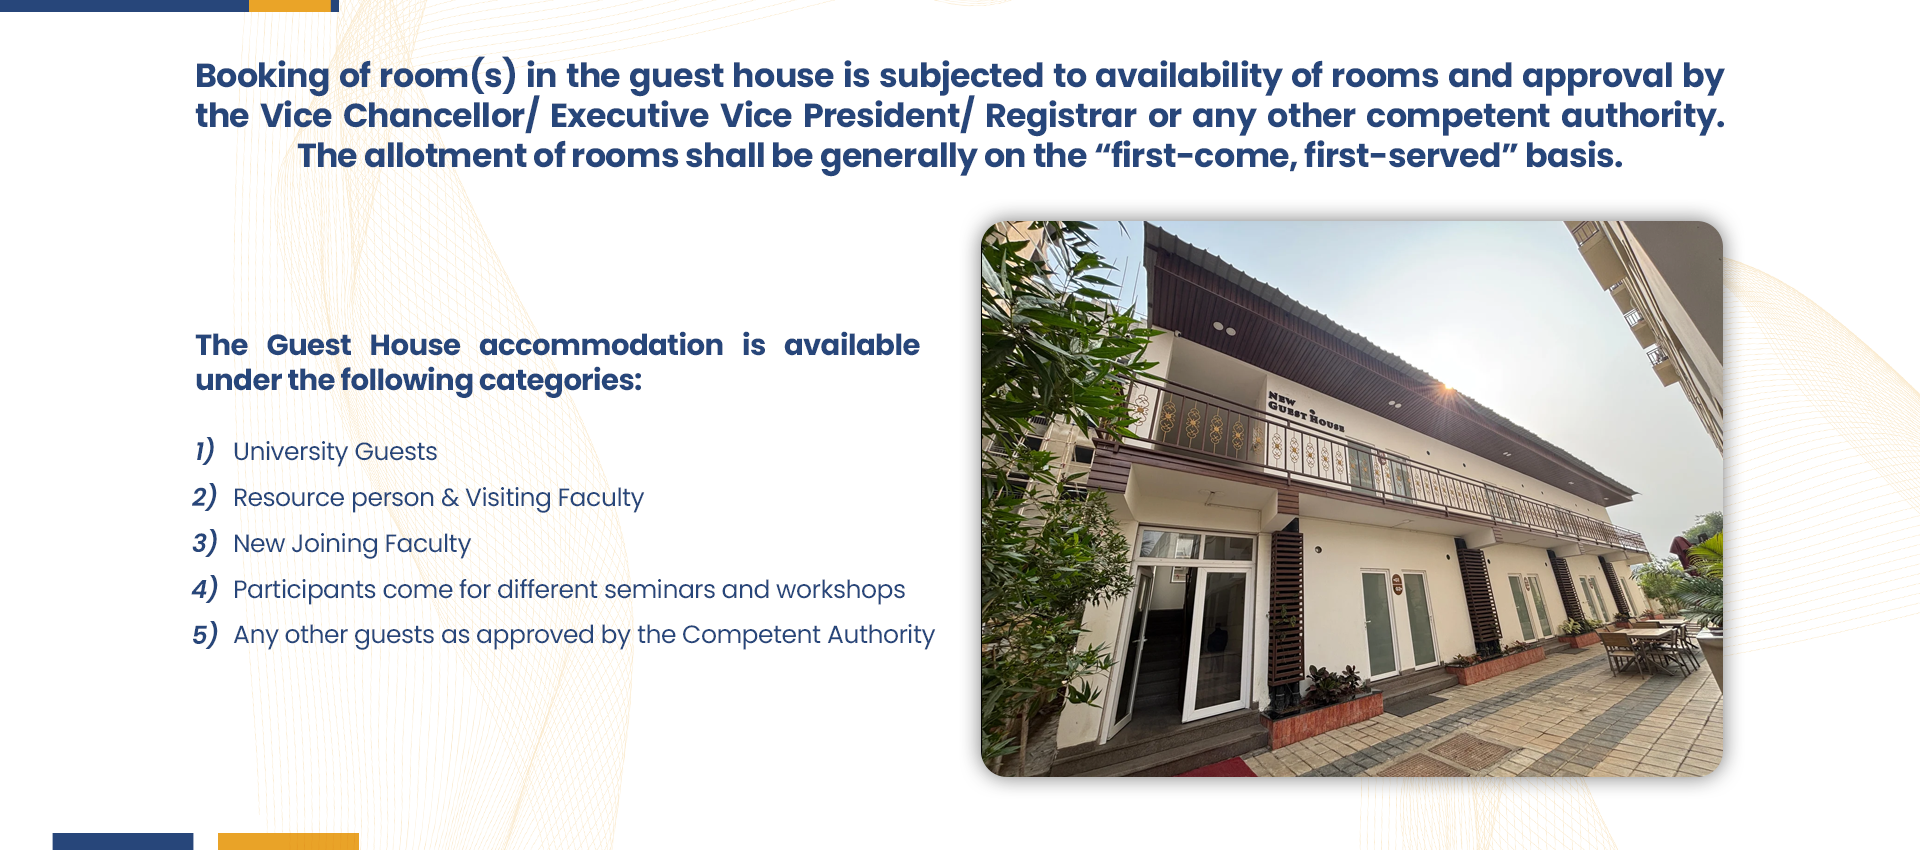 Booking of room(s) in the guest house is subjected to availability of rooms and approval by
the Vice Chancellor/ Executive Vice President/ Registrar or any other competent authority.
The allotment of rooms shall be generally on the “first-come, first-served” basis.
The Guest House accommodation is available
under the following categories:
1) University Guests
2) Resource person & Visiting Faculty
3) New Joining Faculty
4) Participants come for different seminars and workshops
5) Any other guests as approved by the Competent Authority
New
Guest House